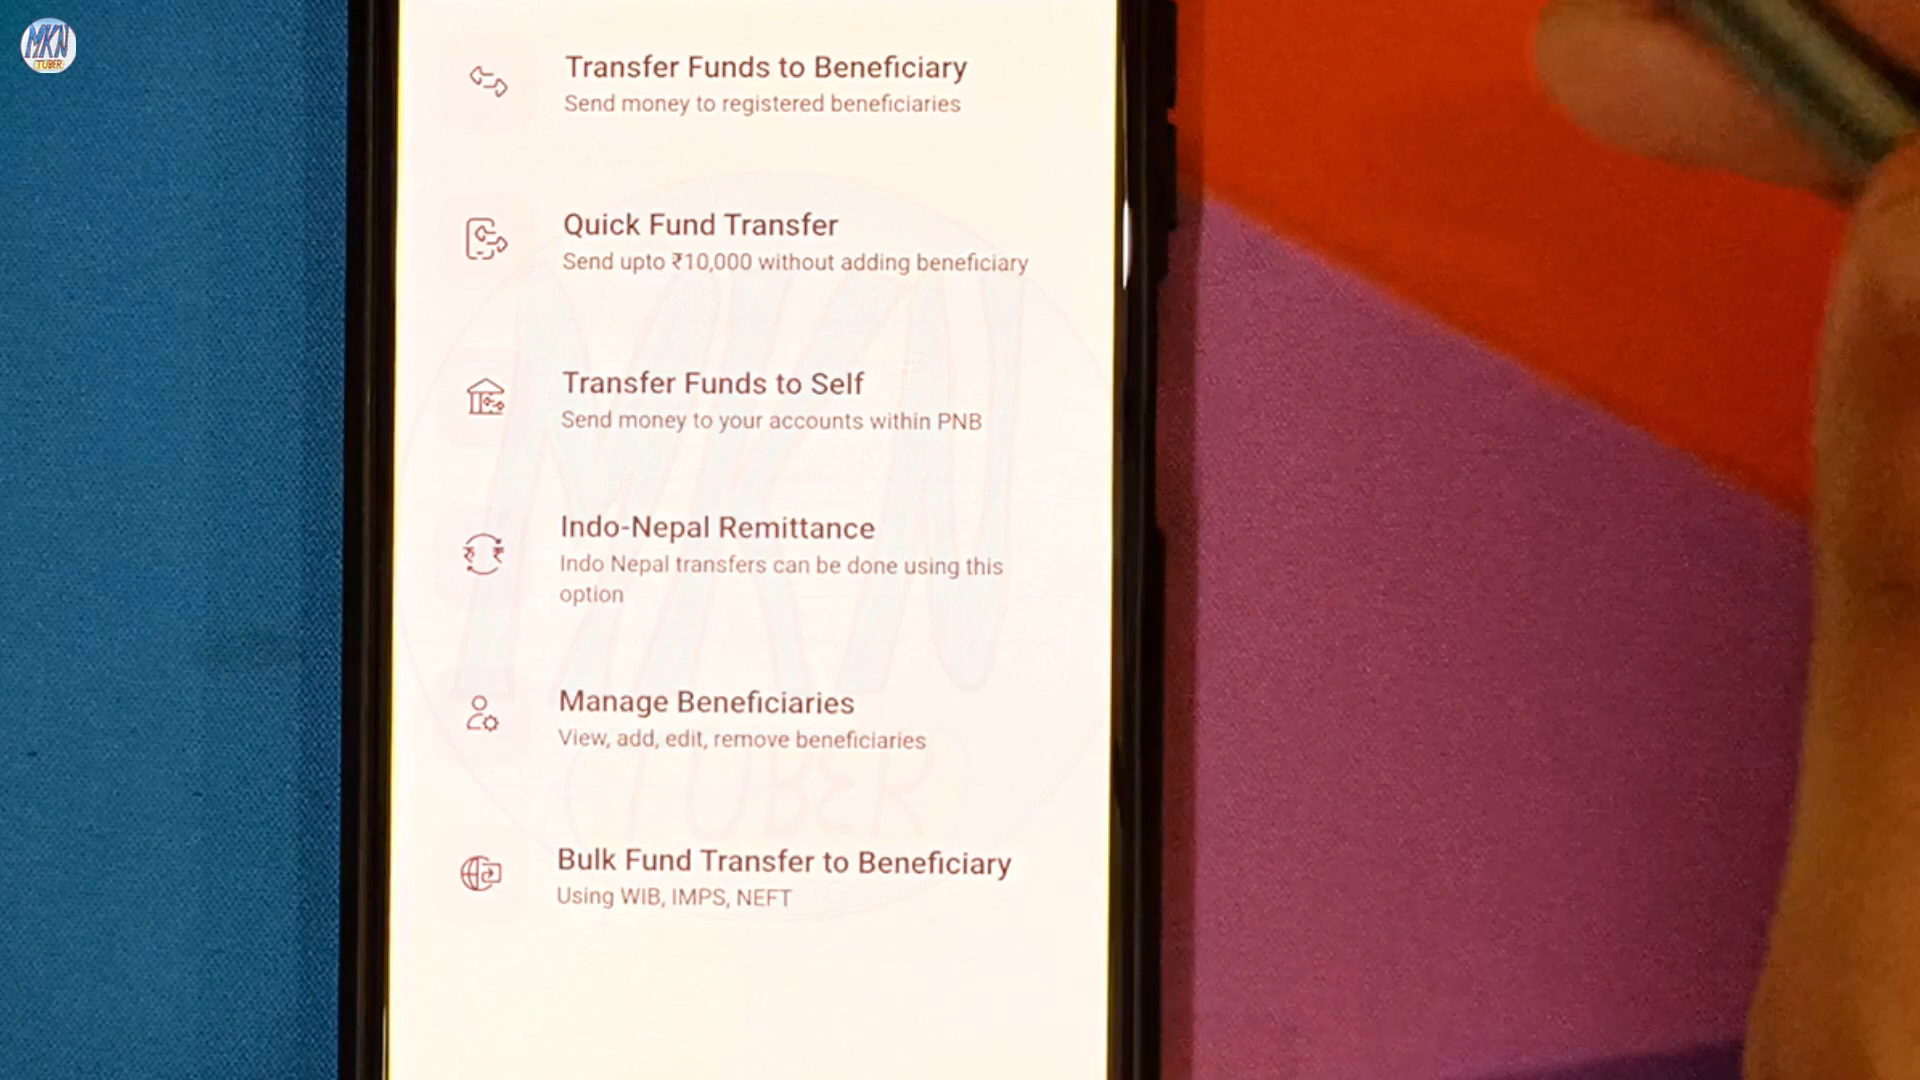 MKN
TUBER
Transfer Funds to Beneficiary
Send money to registered beneficiaries
Quick Fund Transfer
Send upto ₹10,000 without adding beneficiary
Transfer Funds to Self
Send money to your accounts within PNB
Indo-Nepal Remittance
Indo Nepal transfers can be done using this
option
Manage Beneficiaries
View, add, edit, remove beneficiaries
Bulk Fund Transfer to Beneficiary
Using WIB, IMPS, NEFT
MKN
TUBER